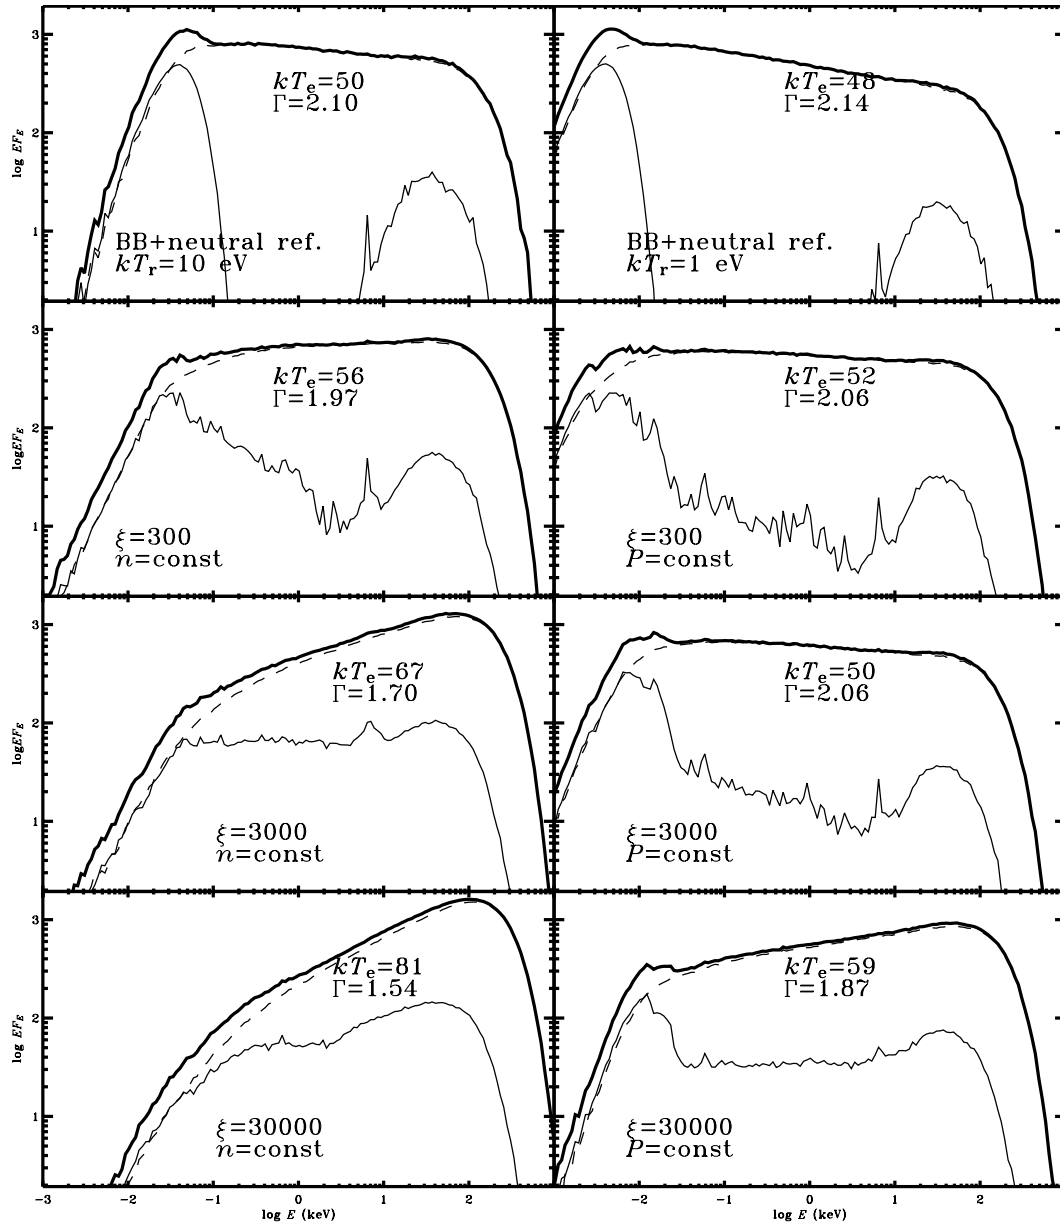 3
2
1
log EFE
kTe=50
Γ=2.10
BB+neutral ref.
kTr=10 eV
kTe=48
Γ=2.14
BB+neutral ref.
kTr=1 eV
3
2
1
logEFE
kTe=56
Γ=1.97
ξ=300
n=const
kTe=52
Γ=2.06
ξ=300
P=const
3
2
1
logEFE
kTe=67
Γ=1.70
ξ=3000
n=const
kTe=50
Γ=2.06
ξ=3000
P=const
3
2
1
log EFE
kTe=81
Γ=1.54
ξ=30000
n=const
kTe=59
Γ=1.87
ξ=30000
P=const
−3 −2 −1 0 1 2 −2 −1 0 1 2
log E (keV) log E (keV)